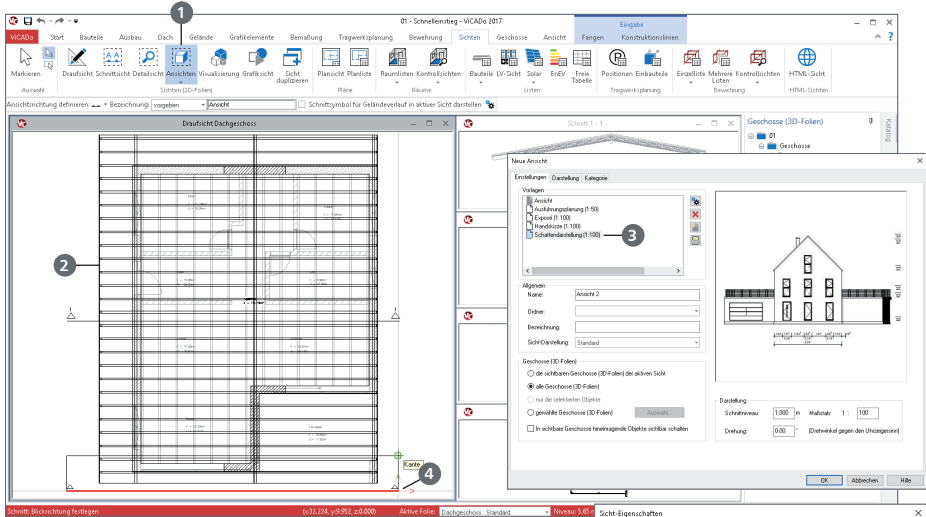 1
01 - Schnelleinstieg - ViCADo 2017
Eingabe
ViCADo Start Bauteile Ausbau Dach Gelände Grafikelemente Bemaßung Tragwerksplanung Bewehrung Sichten Geschosse Ansicht Fangen Konstruktionslinien
Markieren Draufsicht Schnittsicht Detailsicht Ansichten Visualisierung Grafiksicht Sicht duplizieren Plansicht Planliste Raumlisten Kontrollsichten Bauteile LV-Sicht Solar EnEV Freie Tabelle Positionen Einbauteile Einzelliste Mehrere Listen Kontrollsichten HTML-Sicht
Auswahl Sichten (2D-Folien) Pläne Räume Listen Tragwerksplanung Bewehrung HTML-Sichten
Ansichtsrichtung definieren: Bezeichnung: vorgeben Ansicht Schnittsymbol für Geländeverlauf in aktiver Sicht darstellen
Draufsicht Dachgeschoss
Schnitt 1 - 1
Geschosse (3D-Folien)
Katalog
01
Geschosse
2
Kante
4
Neue Ansicht
Einstellungen Darstellung Kategorie
Vorlagen
Ansicht
Ausführungsplanung (1:50)
Exposé (1:100)
Handskizze (1:100)
Schattendarstellung (1:100)
3
Allgemein
Name: Ansicht 2
Ordner:
Bezeichnung:
Sicht-Darstellung: Standard
Geschosse (3D-Folien)
die sichtbaren Geschosse (3D-Folien) der aktiven Sicht
alle Geschosse (3D-Folien)
nur die selektierten Objekte
gewählte Geschosse (3D-Folien) Auswahl...
In sichtbare Geschosse hineinragende Objekte sichtbar schalten
Darstellung
Schnittniveau: 1.000 m Maßstab: 1 : 100
Drehung: 0.00 ° (Drehwinkel gegen den Uhrzeigersinn)
OK Abbrechen Hilfe
Schnitt: Blickrichtung festlegen (x:32.224, y:9.952, z:0.000) Aktive Folie: Dachgeschoss : Standard Niveau: 5.65
Sicht-Eigenschaften